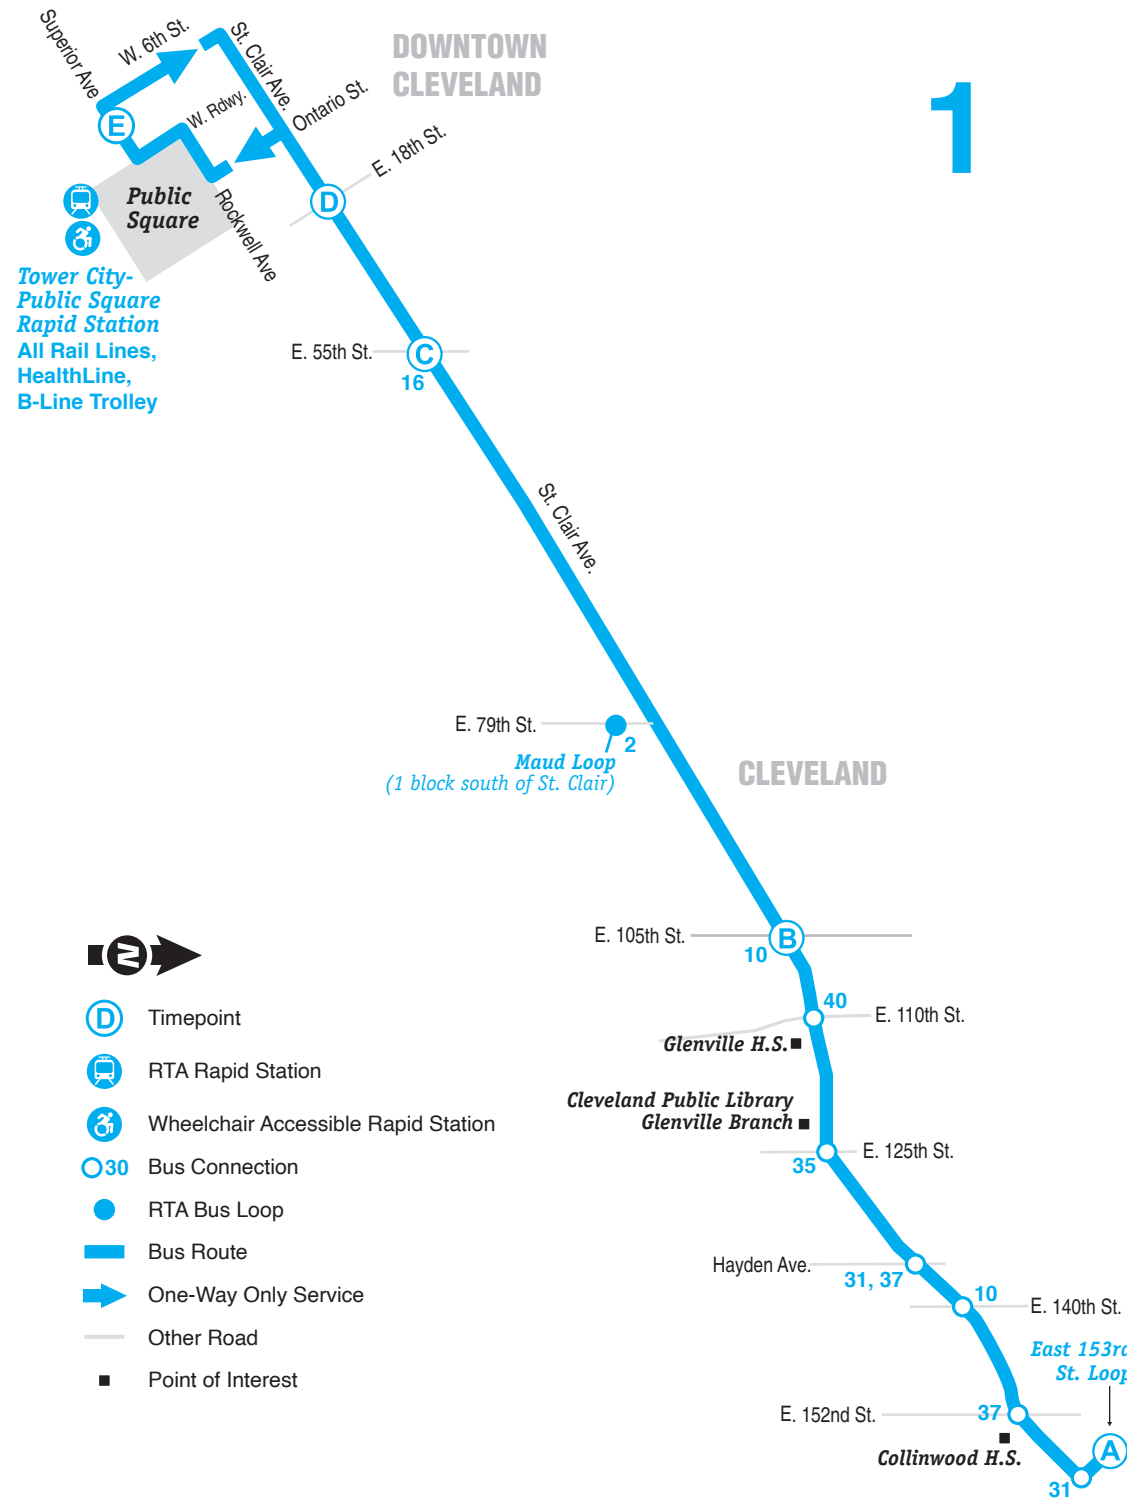 Superior Ave
W. 6th St.
St. Clair Ave.
DOWNTOWN
CLEVELAND
1
E
W. Rdwy.
Ontario St.
E. 18th St.
D
Public
Square
Rockwell Ave
Tower City-
Public Square
Rapid Station
All Rail Lines,
HealthLine,
B-Line Trolley
E. 55th St.
C
16
St. Clair Ave.
E. 79th St.
2
Maud Loop
(1 block south of St. Clair)
CLEVELAND
E. 105th St.
B
10
40
E. 110th St.
Glenville H.S.
Cleveland Public Library
Glenville Branch
E. 125th St.
35
Hayden Ave.
31, 37
10
E. 140th St.
East 153rd
St. Loop
E. 152nd St.
37
A
Collinwood H.S.
31
N
D Timepoint
RTA Rapid Station
Wheelchair Accessible Rapid Station
30 Bus Connection
RTA Bus Loop
Bus Route
One-Way Only Service
Other Road
Point of Interest